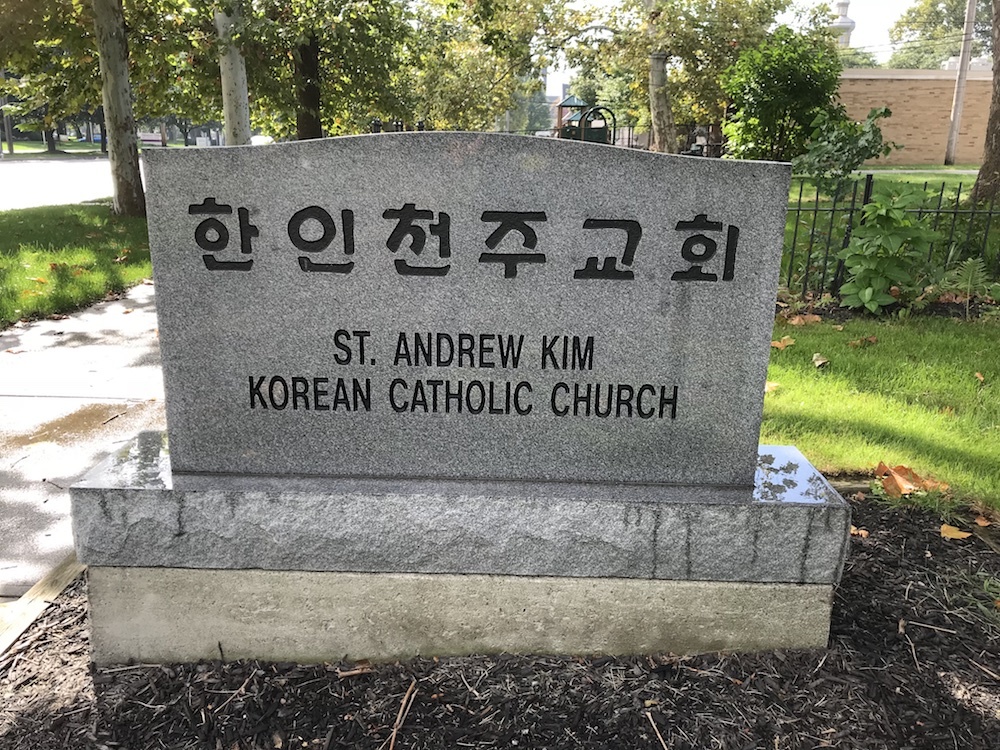 한인천주교회
ST. ANDREW KIM
KOREAN CATHOLIC CHURCH